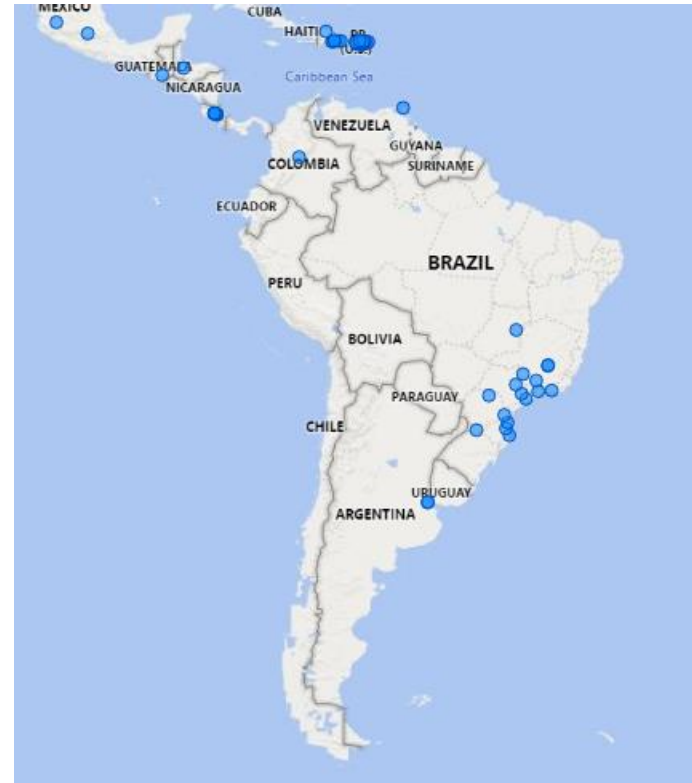 MEXICO
CUBA
HAITI
PR
(U.S.)
GUATEMALA
NICARAGUA
Caribbean Sea
VENEZUELA
GUYANA
SURINAME
COLOMBIA
ECUADOR
BRAZIL
PERU
BOLIVIA
PARAGUAY
CHILE
URUGUAY
ARGENTINA